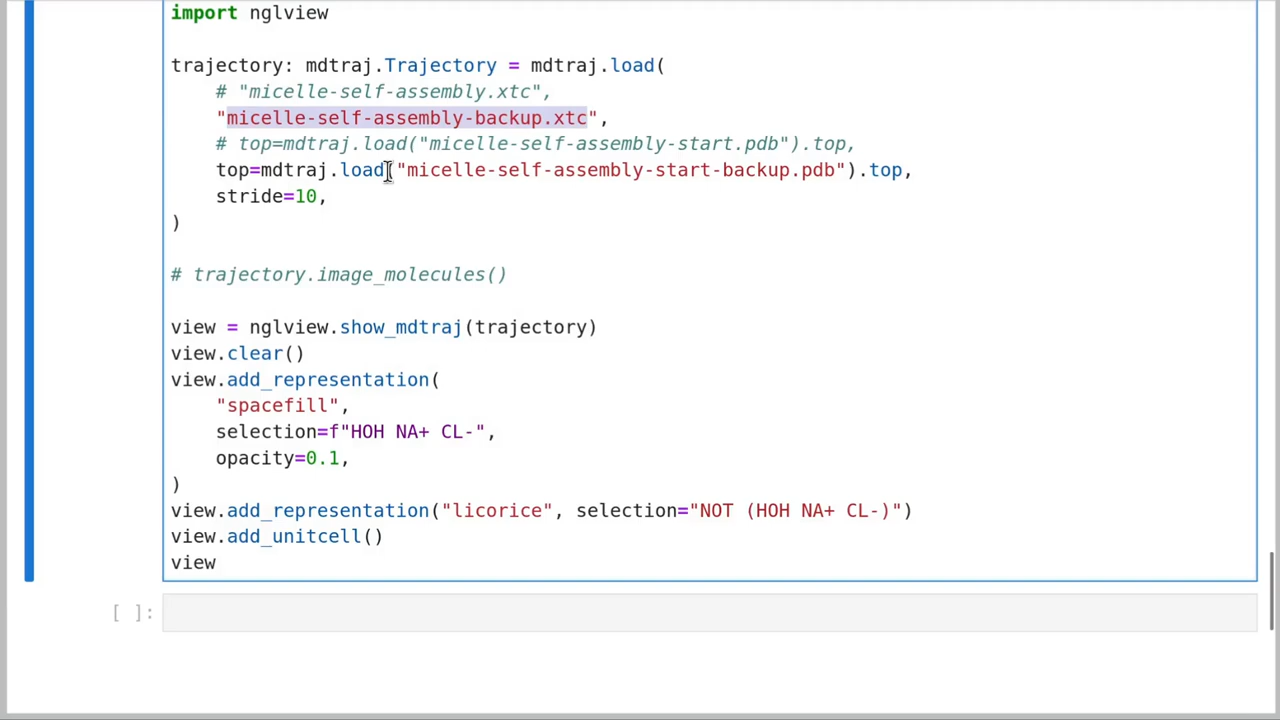 import nglview
trajectory: mdtraj.Trajectory = mdtraj.load(
# "micelle-self-assembly.xtc",
"micelle-self-assembly-backup.xtc",
# top=mdtraj.load("micelle-self-assembly-start.pdb").top,
top=mdtraj.load("micelle-self-assembly-start-backup.pdb").top,
stride=10,
)
# trajectory.image_molecules()
view = nglview.show_mdtraj(trajectory)
view.clear()
view.add_representation(
"spacefill",
selection=f"HOH NA+ CL-",
opacity=0.1,
)
view.add_representation("licorice", selection="NOT (HOH NA+ CL-)")
view.add_unitcell()
view
[ ]: